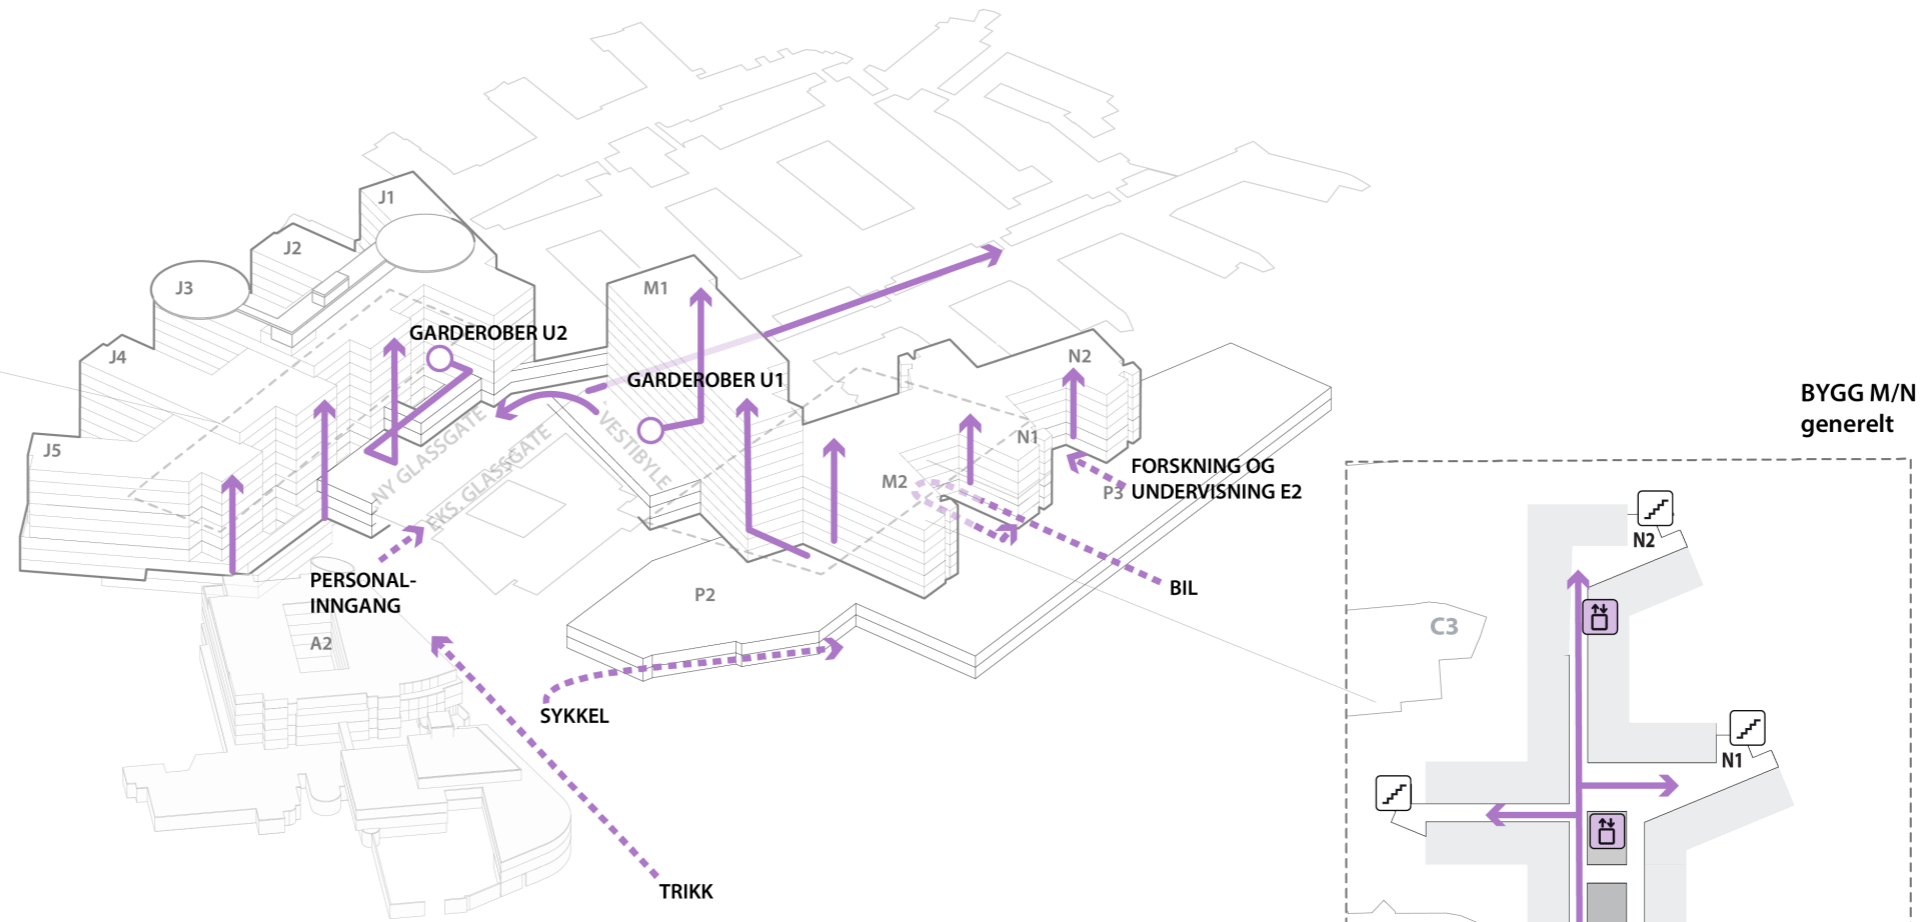 J1
J2
J3
M1
GARDEROBER U2
J4
N2
GARDEROBER U1
BYGG M/N
generelt
NY GLASSGATE
EKS. GLASSGATE
VESTIBYLE
J5
N1
FORSKNING OG
UNDERVISNING E2
P3
M2
PERSONAL-
INNGANG
P2
BIL
A2
SYKKEL
TRIKK
N2
C3
N1